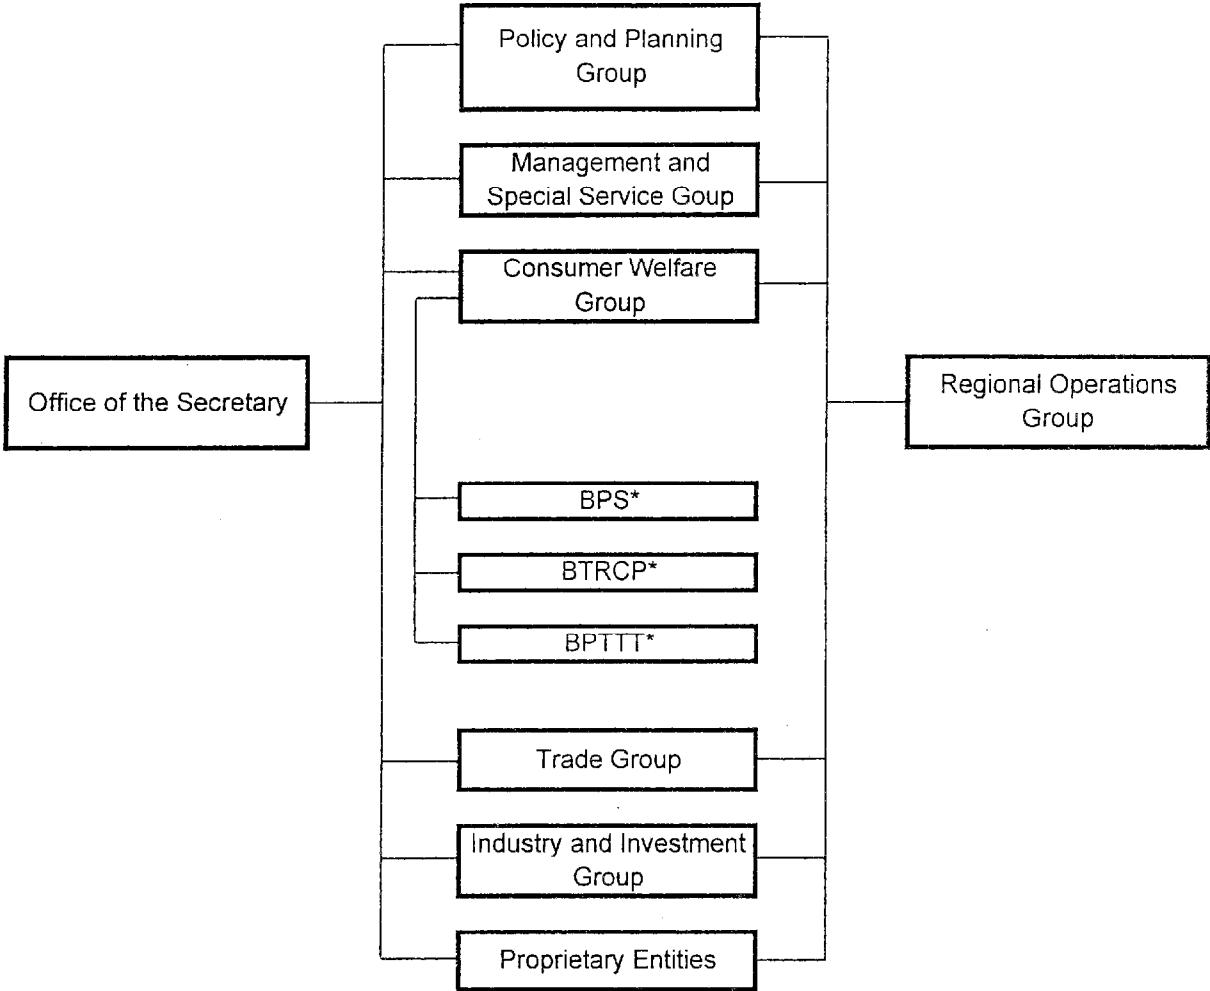 Policy and Planning
Group
Management and
Special Service Goup
Consumer Welfare
Group
Office of the Secretary
Regional Operations
Group
BPS*
BTRCP*
BPTTT*
Trade Group
Industry and Investment
Group
Proprietary Entities